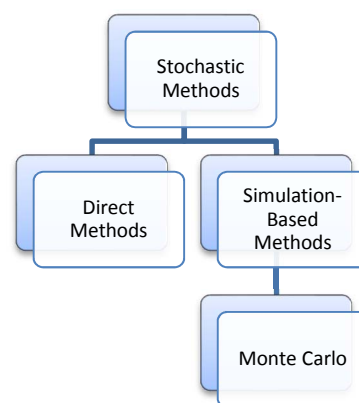 Stochastic
Methods
Direct
Methods
Simulation-
Based
Methods
Monte Carlo